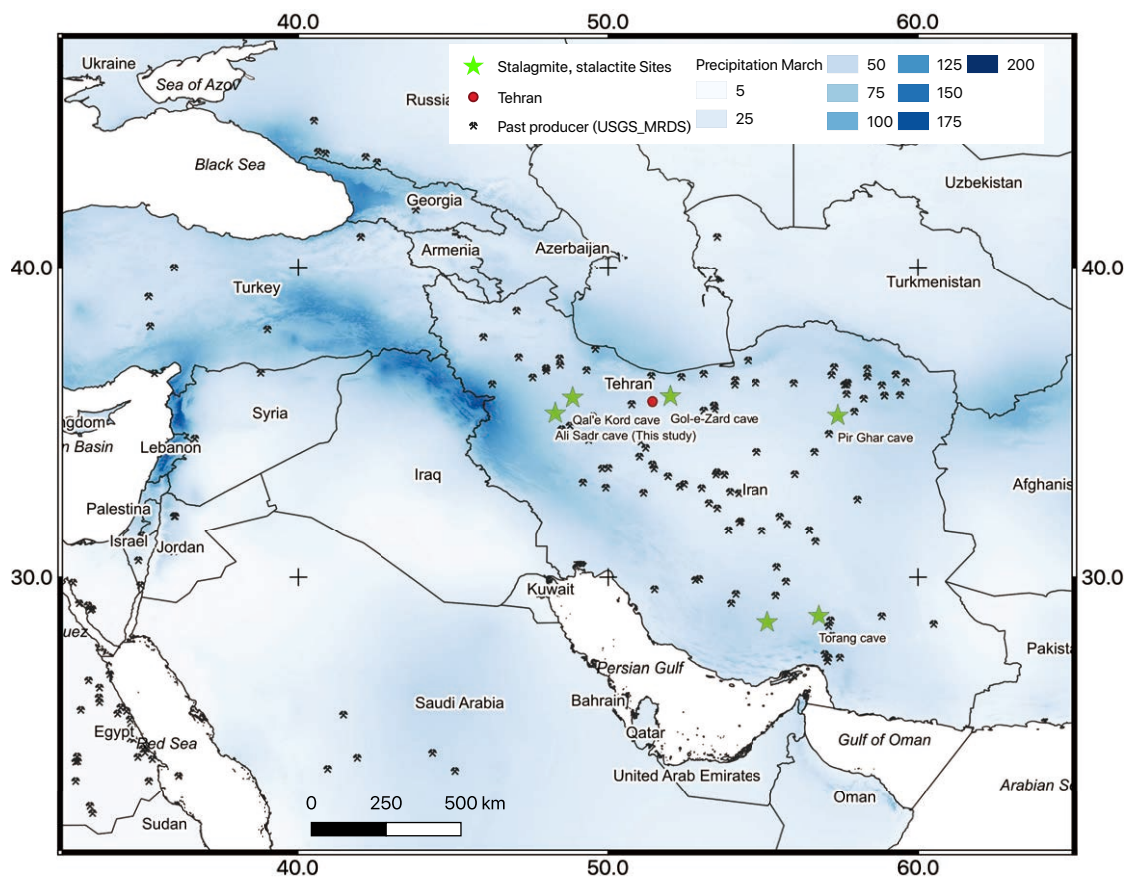 40.0
50.0
60.0
Ukraine
Sea of Azov
Russia
Stalagmite, stalactite Sites
Tehran
Past producer (USGS_MRDS)
Precipitation March
5
25
50
75
100
125
150
175
200
Black Sea
Georgia
Uzbekistan
Armenia
Azerbaijan
40.0
40.0
Turkey
Turkmenistan
Tehran
Syria
Qal'e Kord cave
Gol-e-Zard cave
gdom
Ali Sadr cave (This study)
Pir Ghar cave
n Basin
Lebanon
Iraq
Iran
Afghanis
Palestina
Israel
Jordan
30.0
30.0
Kuwait
uez
Torang cave
Pakista
Persian Gulf
Saudi Arabia
Bahrain
Egypt
Red Sea
Qatar
Gulf of Oman
United Arab Emirates
Arabian Se
Oman
0
250
500 km
Sudan
40.0
50.0
60.0